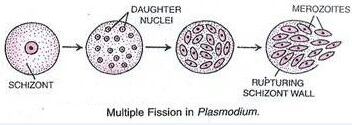 DAUGHTER
NUCLEI
MEROZOITES
SCHIZONT
RUPTURING
SCHIZONT WALL
Multiple Fission in Plasmodium.